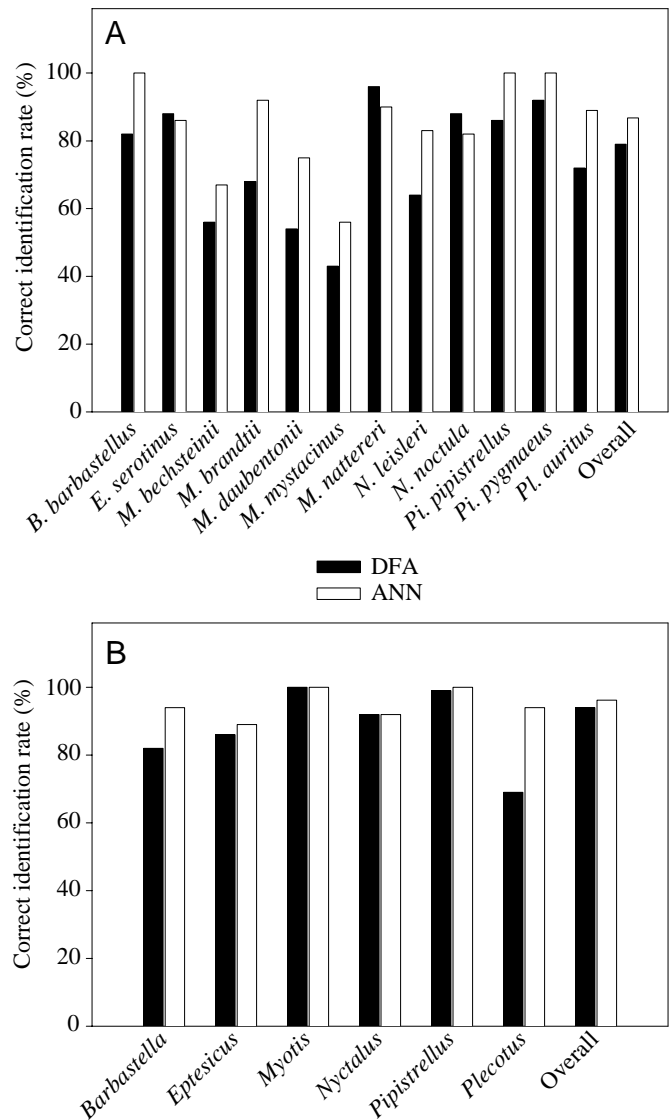 A
Correct identification rate (%)
100
80
60
40
20
0
B. barbastellus
E. serotinus
M. bechsteinii
M. brandtii
M. daubentonii
M. mystacinus
M. nattereri
N. leisleri
N. noctula
Pi. pipistrellus
Pi. pygmaeus
Pl. auritus
Overall
DFA
ANN
B
Correct identification rate (%)
100
80
60
40
20
0
Barbastella
Eptesicus
Myotis
Nyctalus
Pipistrellus
Plecotus
Overall